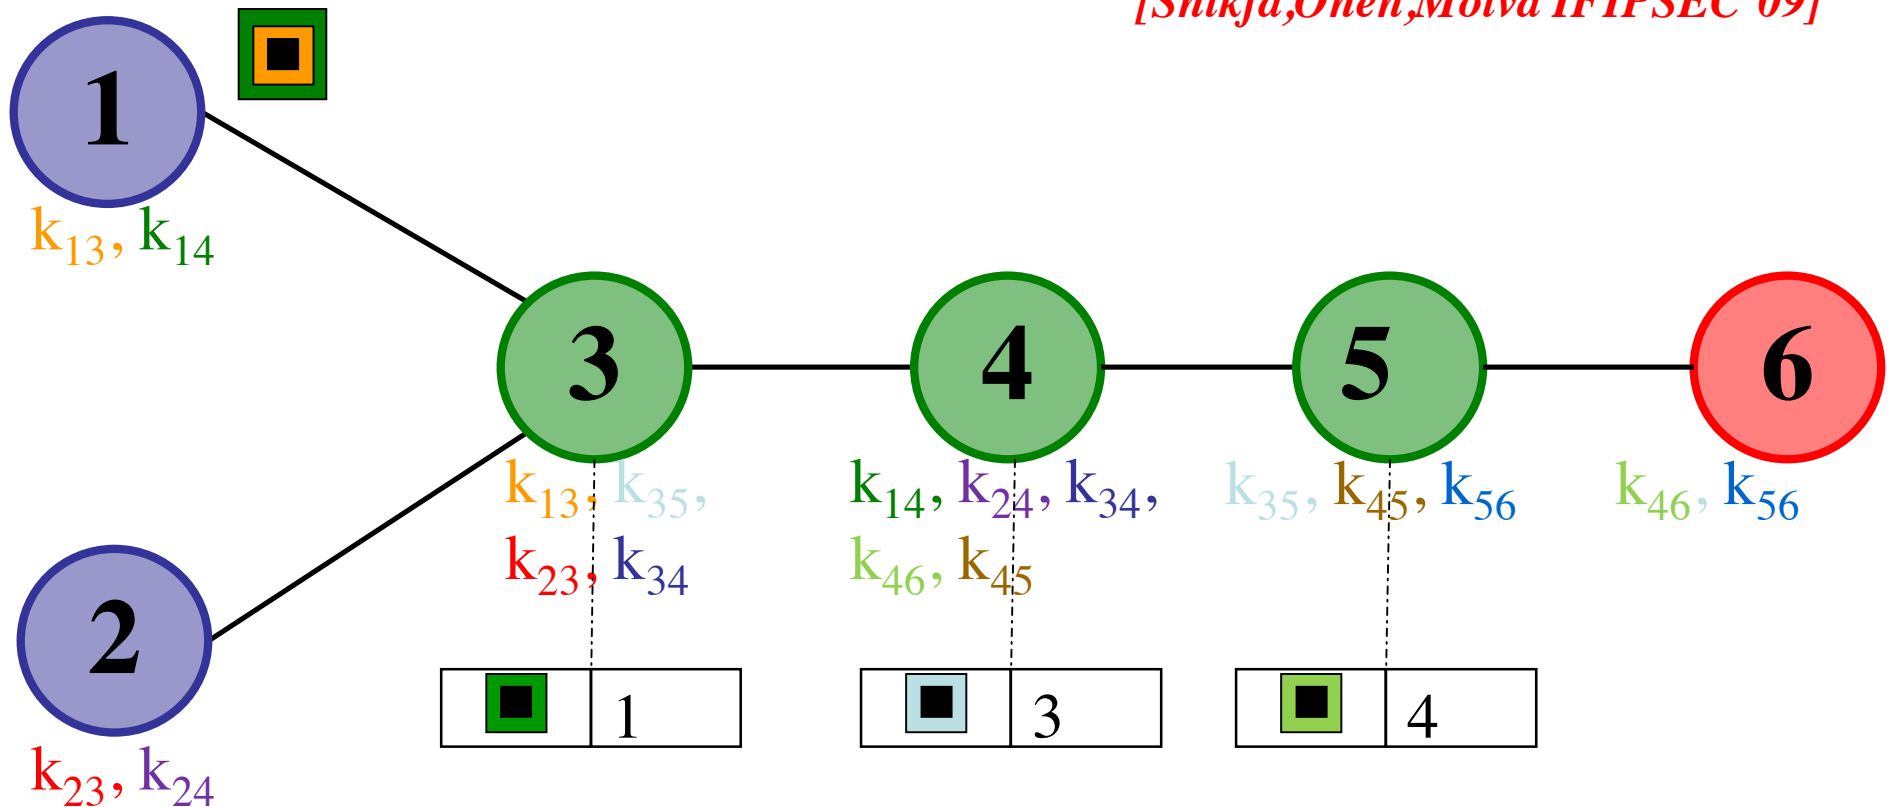 [Shikfa,Önen,Molva IFIPSEC'09]
1
k13, k14
3
4
5
6
k13, k35,
k23, k34
k14, k24, k34,
k46, k45
k35, k45, k56
k46, k56
2
k23, k24
1
3
4